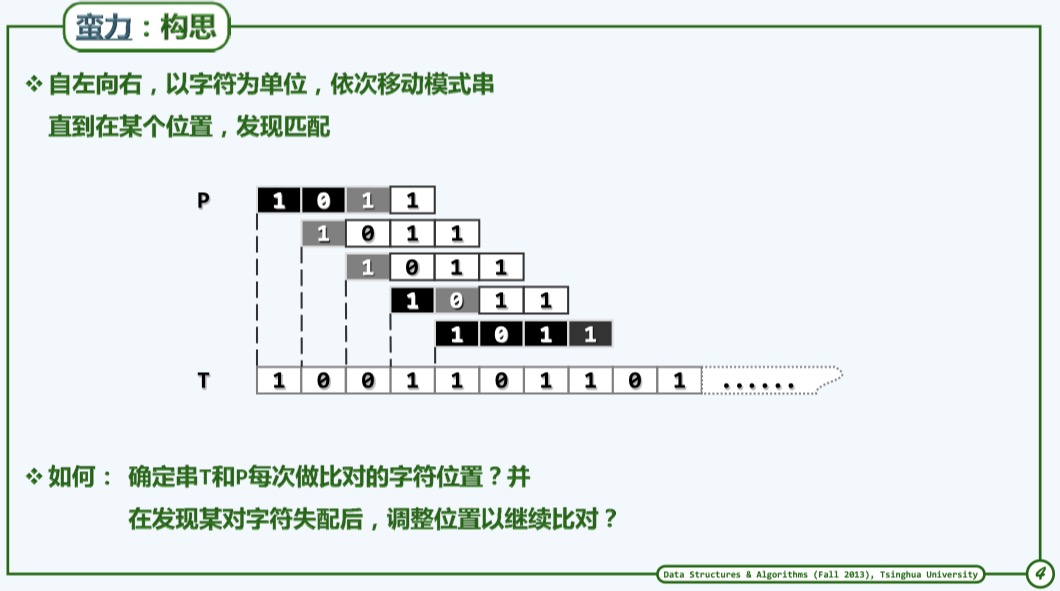 蛮力：构思
❖ 自左向右，以字符为单位，依次移动模式串
直到在某个位置，发现匹配
P 1 0 1 1
1 0 1 1
1 0 1 1
1 0 1 1
1 0 1 1
T 1 0 0 1 1 0 1 1 0 1 ......
❖ 如何： 确定串T和P每次做比对的字符位置？并
在发现某对字符失配后，调整位置以继续比对？
Data Structures & Algorithms (Fall 2013), Tsinghua University 4